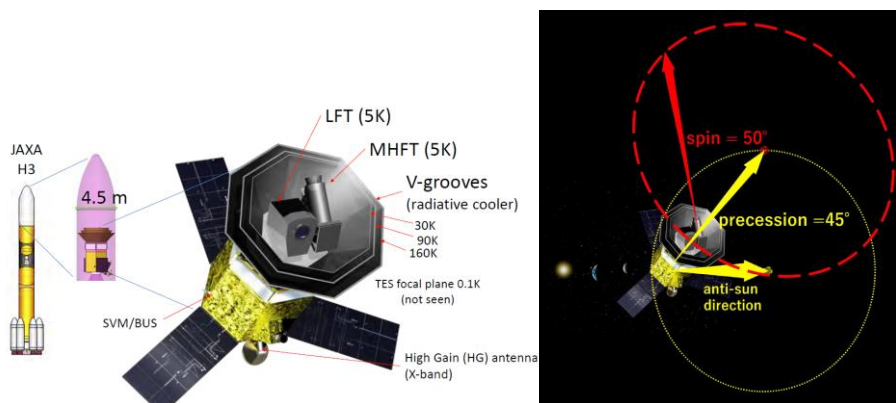 JAXA
H3
4.5 m
LFT (5K)
MHFT (5K)
V-grooves
(radiative cooler)
30K
90K
160K
TES focal plane 0.1K
(not seen)
SVM/BUS
High Gain (HG) antenna
(X-band)
spin = 50°
precession =45°
anti-sun
direction